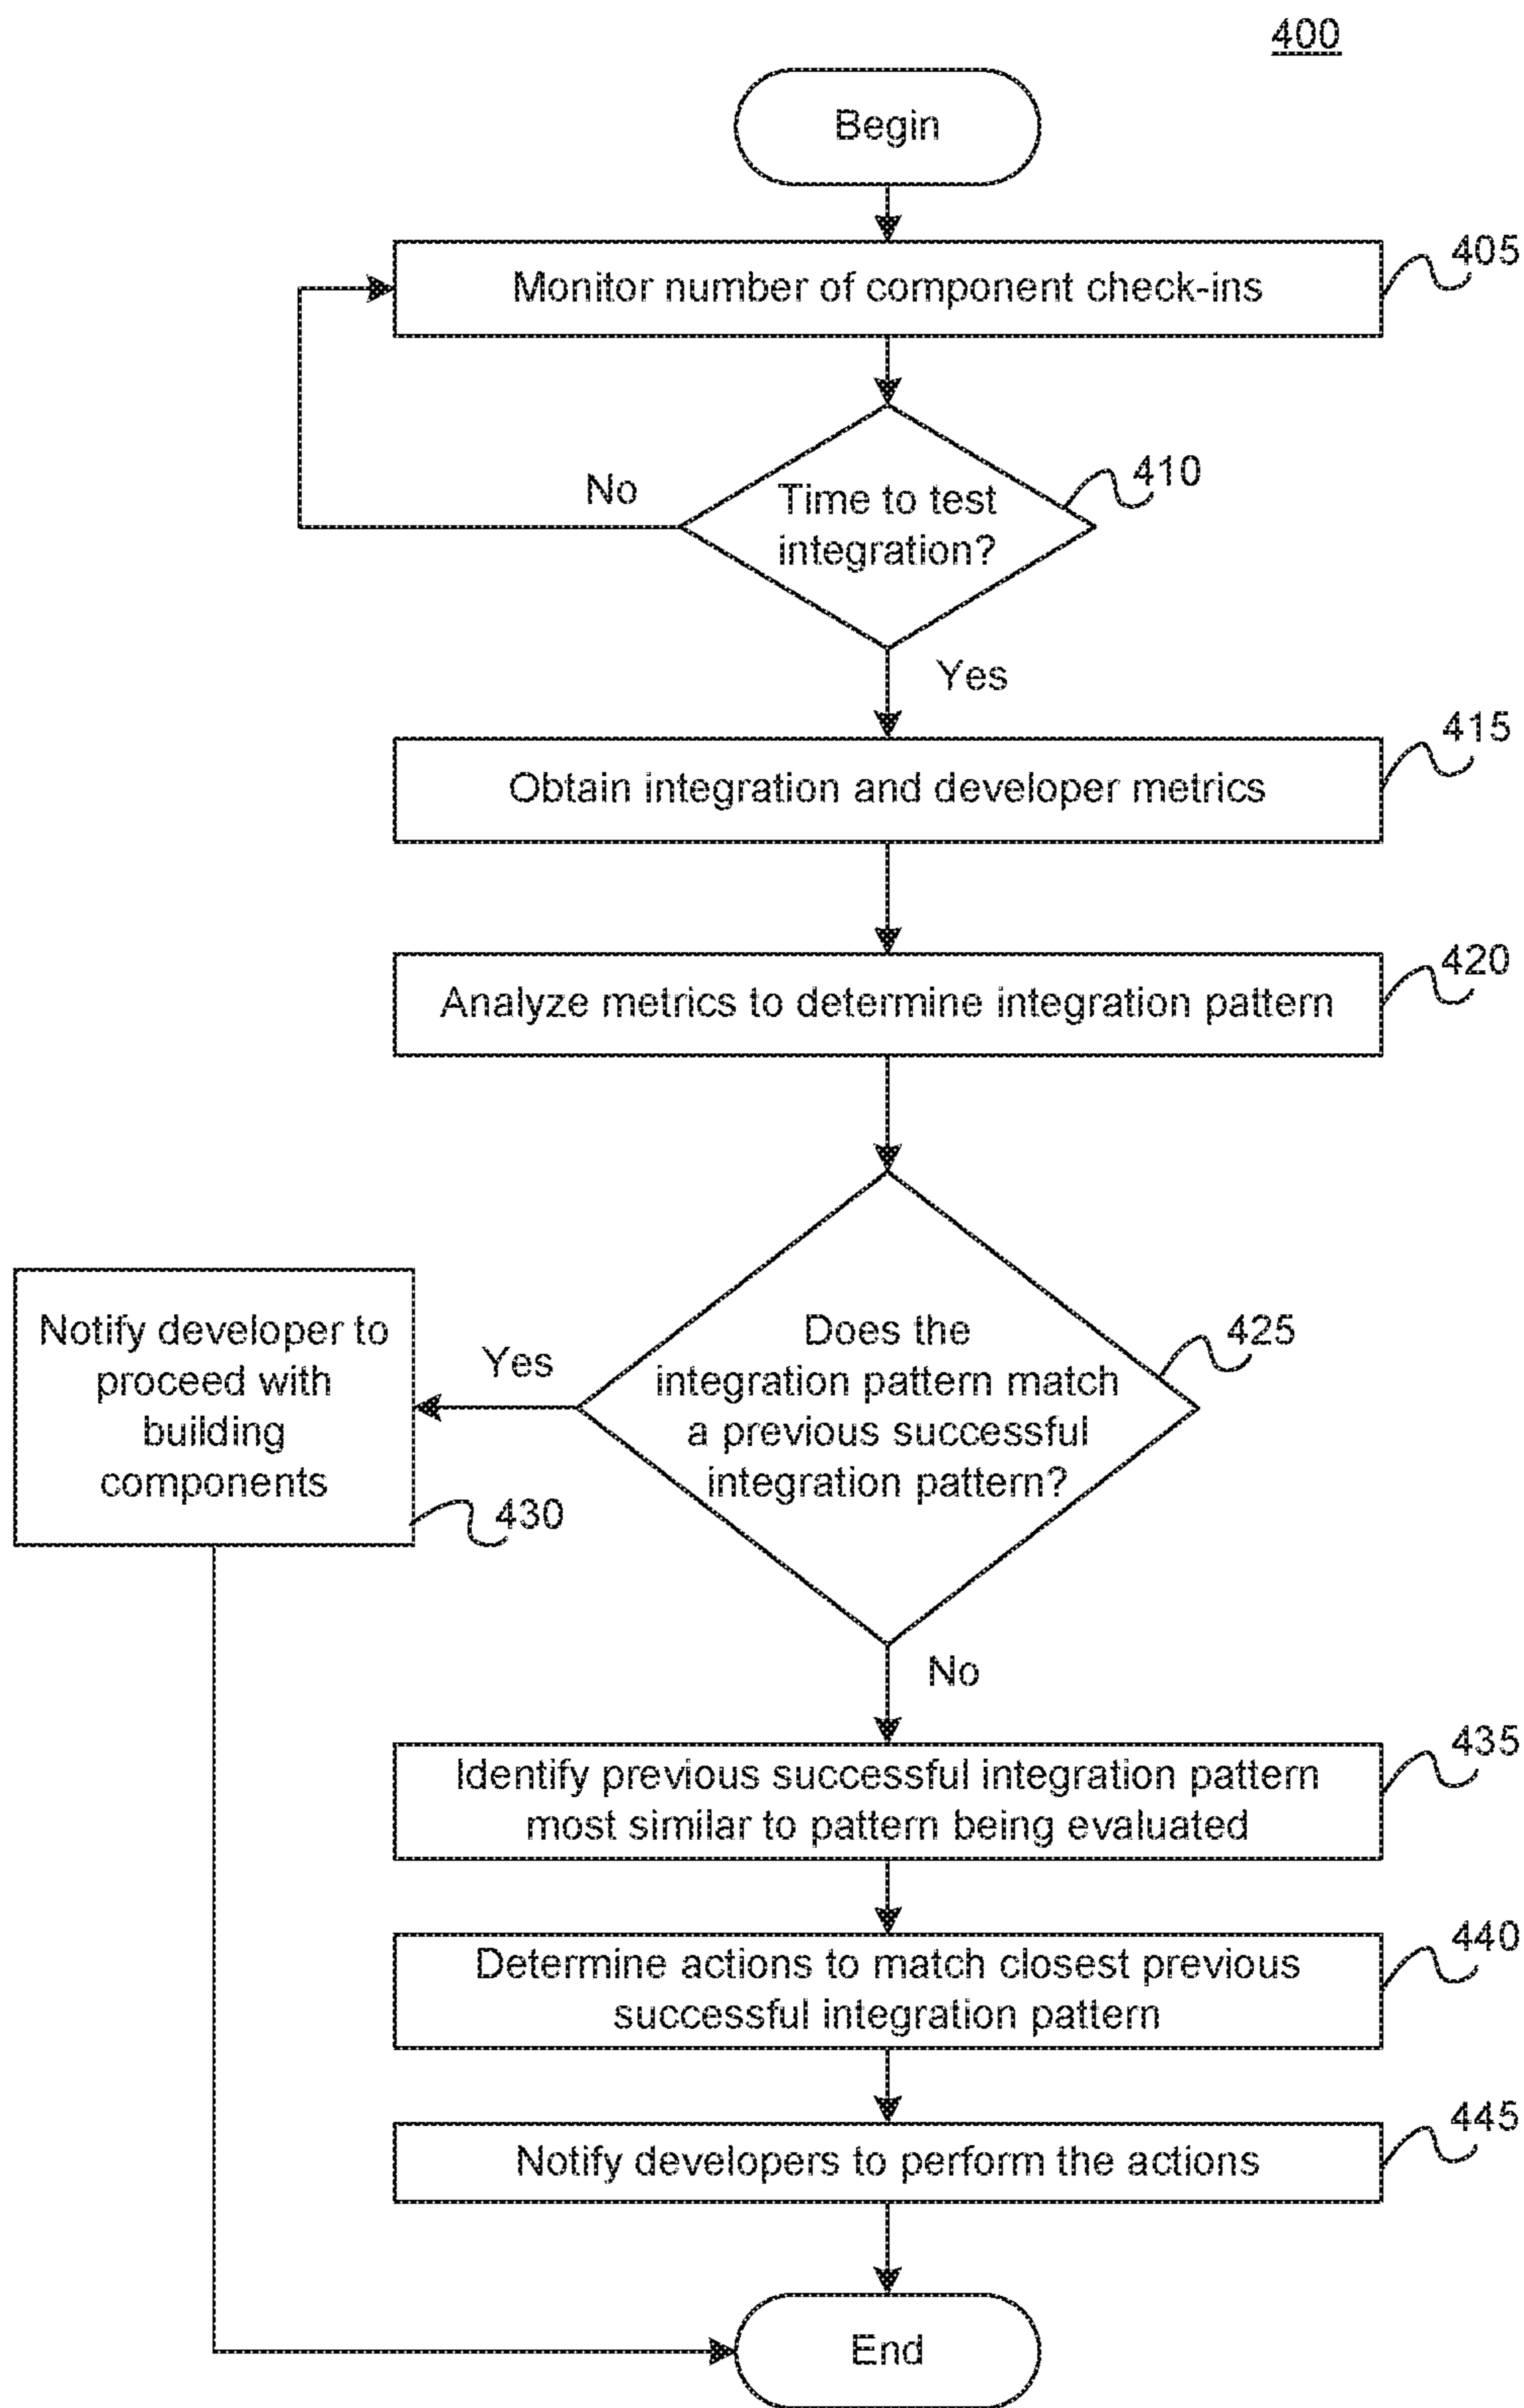 400
Begin
Monitor number of component check-ins
405
Time to test
integration?
410
No
Yes
Obtain integration and developer metrics
415
Analyze metrics to determine integration pattern
420
Does the
integration pattern match
a previous successful
integration pattern?
425
Yes
Notify developer to
proceed with
building
components
430
No
Identify previous successful integration pattern
most similar to pattern being evaluated
435
Determine actions to match closest previous
successful integration pattern
440
Notify developers to perform the actions
445
End